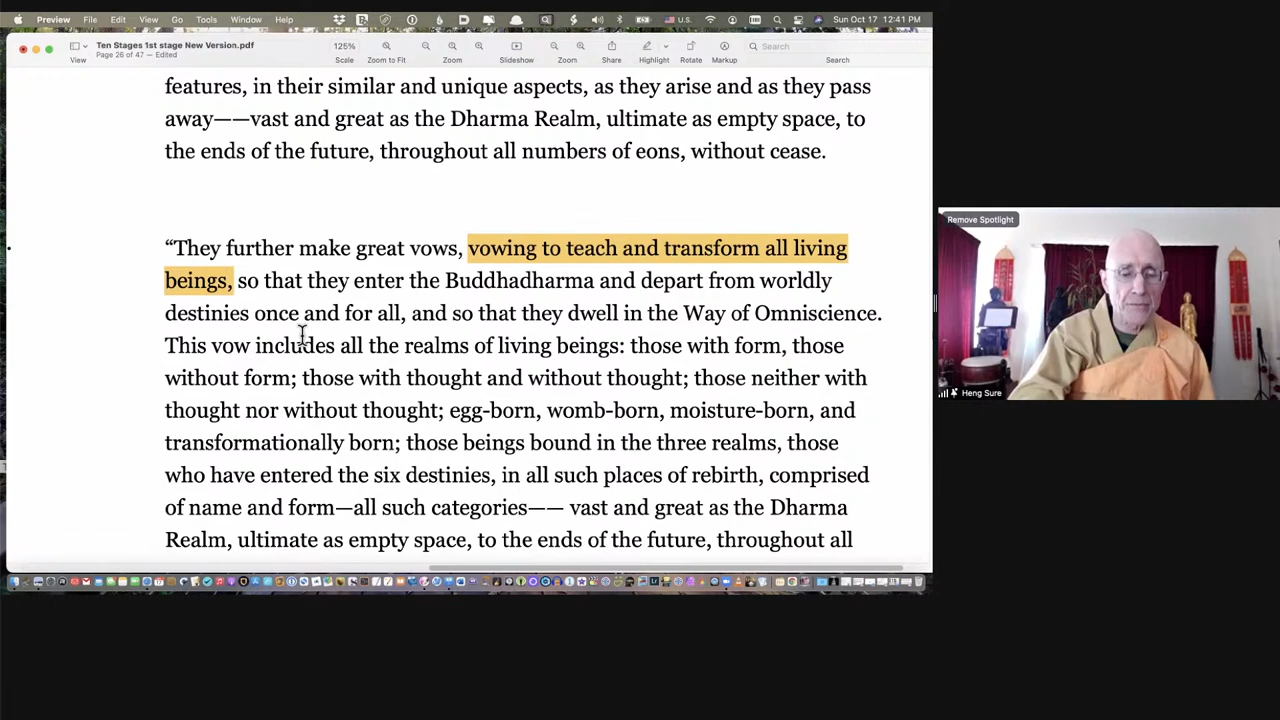 Preview File Edit View Go Tools Window Help U.S. Sun Oct 17 12:41 PM
Ten Stages 1st stage New Version.pdf
Page 26 of 47 — Edited
125% Search
View Scale Zoom to Fit Zoom Slideshow Zoom Share Highlight Rotate Markup Search
features, in their similar and unique aspects, as they arise and as they pass
away——vast and great as the Dharma Realm, ultimate as empty space, to
the ends of the future, throughout all numbers of eons, without cease.
“They further make great vows, vowing to teach and transform all living
beings, so that they enter the Buddhadharma and depart from worldly
destinies once and for all, and so that they dwell in the Way of Omniscience.
This vow includes all the realms of living beings: those with form, those
without form; those with thought and without thought; those neither with
thought nor without thought; egg-born, womb-born, moisture-born, and
transformationally born; those beings bound in the three realms, those
who have entered the six destinies, in all such places of rebirth, comprised
of name and form—all such categories—— vast and great as the Dharma
Realm, ultimate as empty space, to the ends of the future, throughout all
Remove Spotlight
Heng Sure